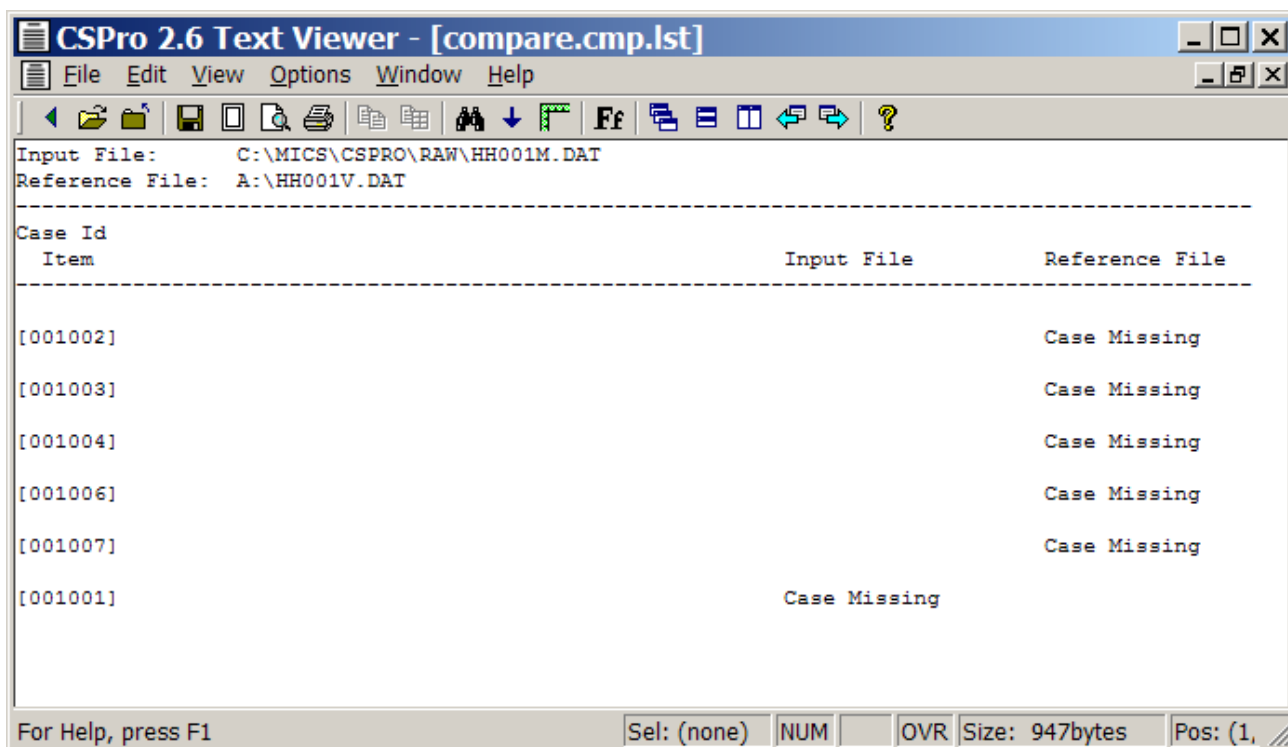 CSPro 2.6 Text Viewer - [compare.cmp.lst]
File Edit View Options Window Help
Ff
Input File: C:\MICS\CSPRO\RAW\HH001M.DAT
Reference File: A:\HH001V.DAT
-----------------------------------------------------------------------------------------------
Case Id
Item Input File Reference File
-----------------------------------------------------------------------------------------------
[001002] Case Missing
[001003] Case Missing
[001004] Case Missing
[001006] Case Missing
[001007] Case Missing
[001001] Case Missing
For Help, press F1 Sel: (none) NUM OVR Size: 947bytes Pos: (1,